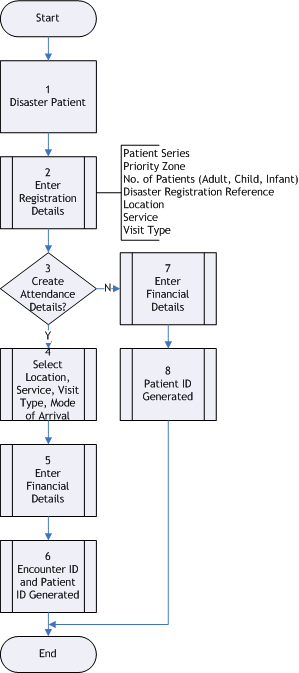 Start
1
Disaster Patient
2
Enter
Registration
Details
Patient Series
Priority Zone
No. of Patients (Adult, Child, Infant)
Disaster Registration Reference
Location
Service
Visit Type
3
Create
Attendance
Details?
N
7
Enter
Financial
Details
Y
4
Select
Location,
Service, Visit
Type, Mode
of Arrival
8
Patient ID
Generated
5
Enter
Financial
Details
6
Encounter ID
and Patient
ID Generated
End